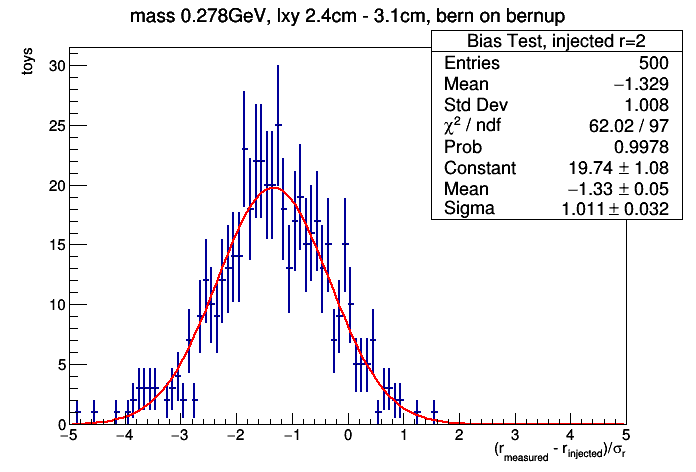 mass 0.278GeV, lxy 2.4cm - 3.1cm, bern on bernup
toys
Bias Test, injected r=2
Entries 500
Mean −1.329
Std Dev 1.008
χ² / ndf 62.02 / 97
Prob 0.9978
Constant 19.74 ± 1.08
Mean −1.33 ± 0.05
Sigma 1.011 ± 0.032
30
25
20
15
10
5
0
−5 −4 −3 −2 −1 0 1 2 3 4 5
(r_measured - r_injected)/σ_r